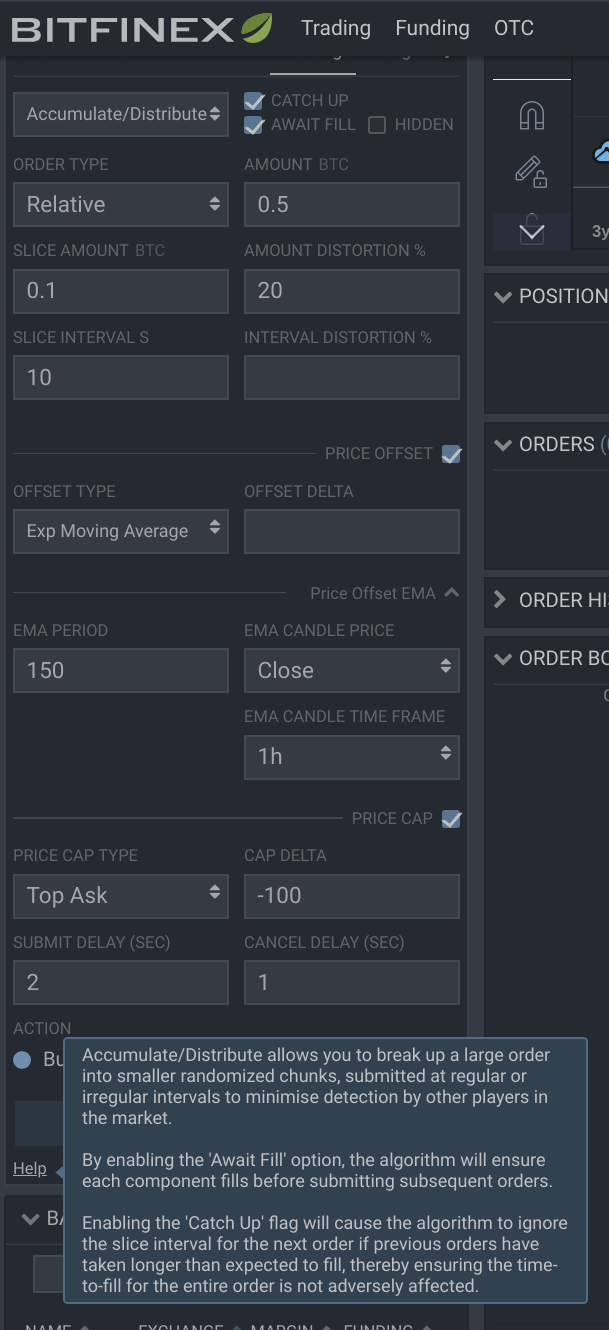 BITFINEX Trading Funding OTC
Accumulate/Distribute CATCH UP
AWAIT FILL HIDDEN
ORDER TYPE AMOUNT BTC
Relative 0.5
SLICE AMOUNT BTC AMOUNT DISTORTION %
0.1 20
SLICE INTERVAL S INTERVAL DISTORTION %
10
PRICE OFFSET
OFFSET TYPE OFFSET DELTA
Exp Moving Average
Price Offset EMA
EMA PERIOD EMA CANDLE PRICE
150 Close
EMA CANDLE TIME FRAME
1h
PRICE CAP
PRICE CAP TYPE CAP DELTA
Top Ask -100
SUBMIT DELAY (SEC) CANCEL DELAY (SEC)
2 1
ACTION
Bu
Help
Accumulate/Distribute allows you to break up a large order
into smaller randomized chunks, submitted at regular or
irregular intervals to minimise detection by other players in
the market.
By enabling the 'Await Fill' option, the algorithm will ensure
each component fills before submitting subsequent orders.
Enabling the 'Catch Up' flag will cause the algorithm to ignore
the slice interval for the next order if previous orders have
taken longer than expected to fill, thereby ensuring the time-
to-fill for the entire order is not adversely affected.
BA
NAME EXCHANGE MARGIN FUNDING
3y
POSITION
ORDERS (
ORDER HI
ORDER BO